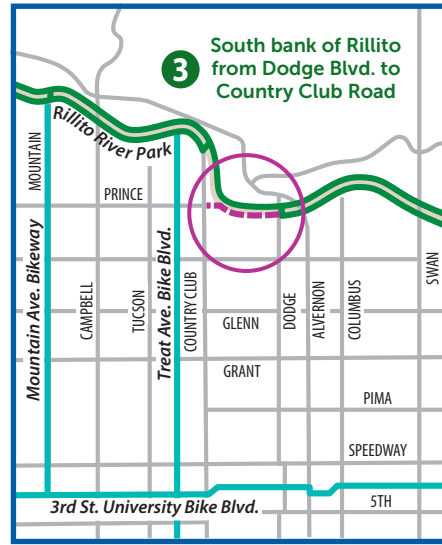 3
South bank of Rillito
from Dodge Blvd. to
Country Club Road
Rillito River Park
MOUNTAIN
PRINCE
Mountain Ave. Bikeway
CAMPBELL
TUCSON
Treat Ave. Bike Blvd.
COUNTRY CLUB
GLENN
DODGE
ALVERNON
COLUMBUS
SWAN
GRANT
PIMA
SPEEDWAY
3rd St. University Bike Blvd.
5TH